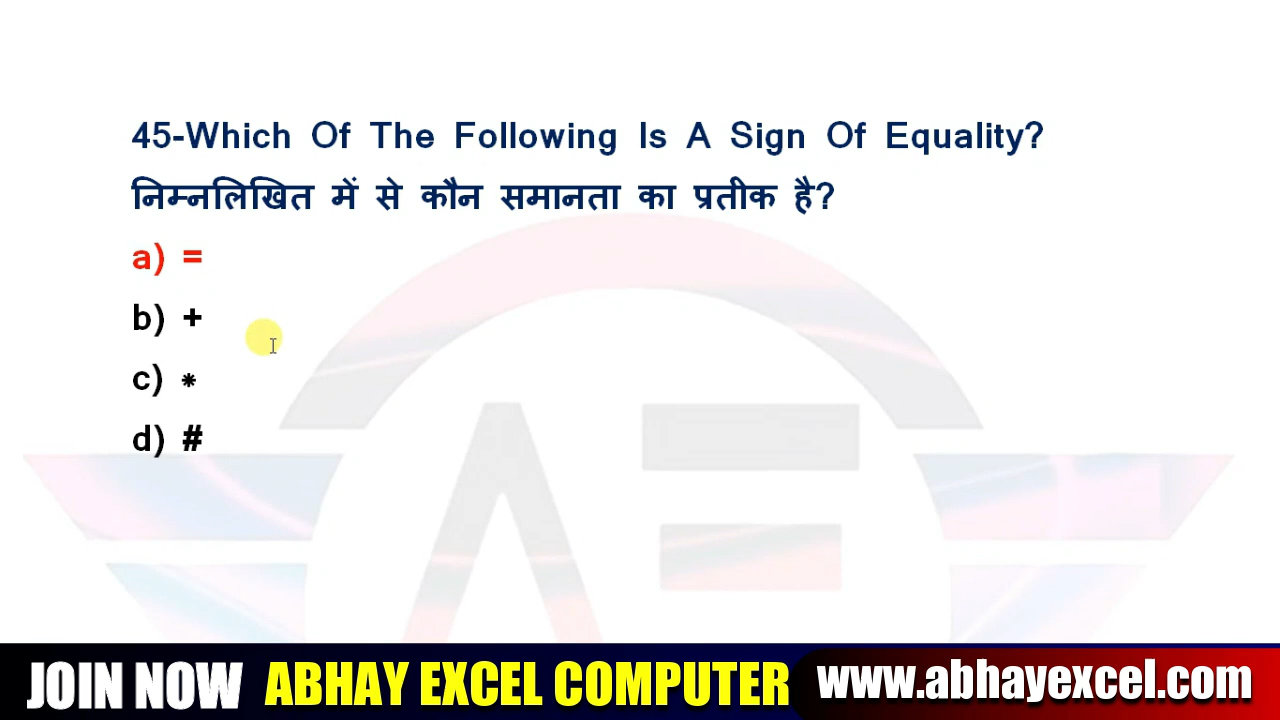 45-Which Of The Following Is A Sign Of Equality?
निम्नलिखित में से कौन समानता का प्रतीक है?
a) =
b) +
c) *
d) #
AE
JOIN NOW ABHAY EXCEL COMPUTER www.abhayexcel.com